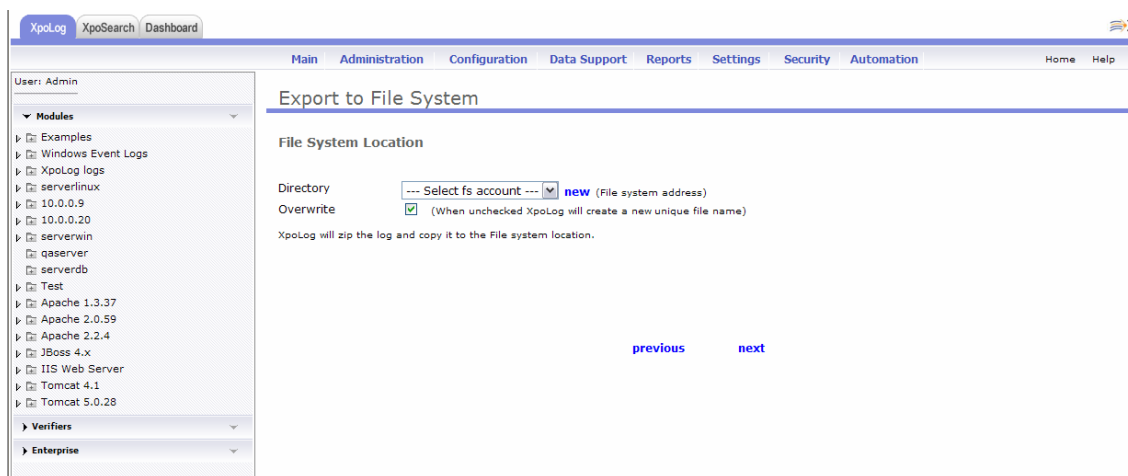 XpoLog XpoSearch Dashboard
Main Administration Configuration Data Support Reports Settings Security Automation Home Help
User: Admin
Modules
Examples
Windows Event Logs
XpoLog logs
serverlinux
10.0.0.9
10.0.0.20
serverwin
qaserver
serverdb
Test
Apache 1.3.37
Apache 2.0.59
Apache 2.2.4
JBoss 4.x
IIS Web Server
Tomcat 4.1
Tomcat 5.0.28
Verifiers
Enterprise
Export to File System
File System Location
Directory --- Select fs account --- new (File system address)
Overwrite (When unchecked XpoLog will create a new unique file name)
XpoLog will zip the log and copy it to the File system location.
previous next